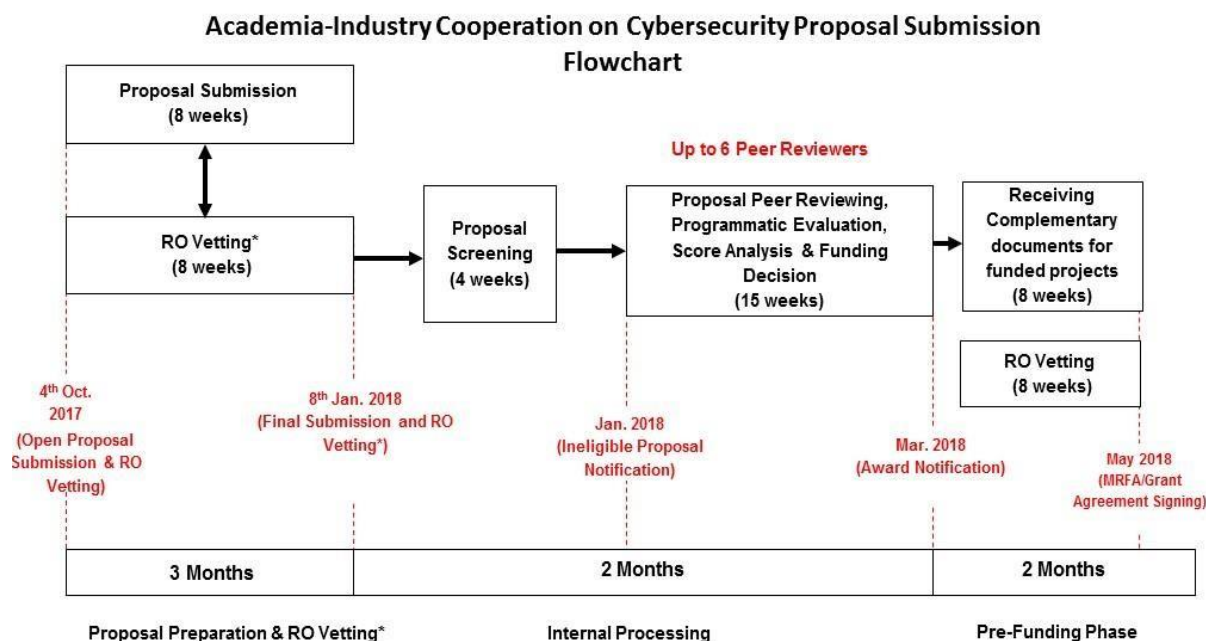 Academia-Industry Cooperation on Cybersecurity Proposal Submission
Flowchart
Proposal Submission
(8 weeks)
Up to 6 Peer Reviewers
RO Vetting*
(8 weeks)
Proposal
Screening
(4 weeks)
Proposal Peer Reviewing,
Programmatic Evaluation,
Score Analysis & Funding
Decision
(15 weeks)
Receiving
Complementary
documents for
funded projects
(8 weeks)
RO Vetting
(8 weeks)
4th Oct.
2017
(Open Proposal
Submission & RO
Vetting)
8th Jan. 2018
(Final Submission and RO
Vetting*)
Jan. 2018
(Ineligible Proposal
Notification)
Mar. 2018
(Award Notification)
May 2018
(MRFA/Grant
Agreement Signing)
3 Months
2 Months
2 Months
Proposal Preparation & RO Vetting*
Internal Processing
Pre-Funding Phase